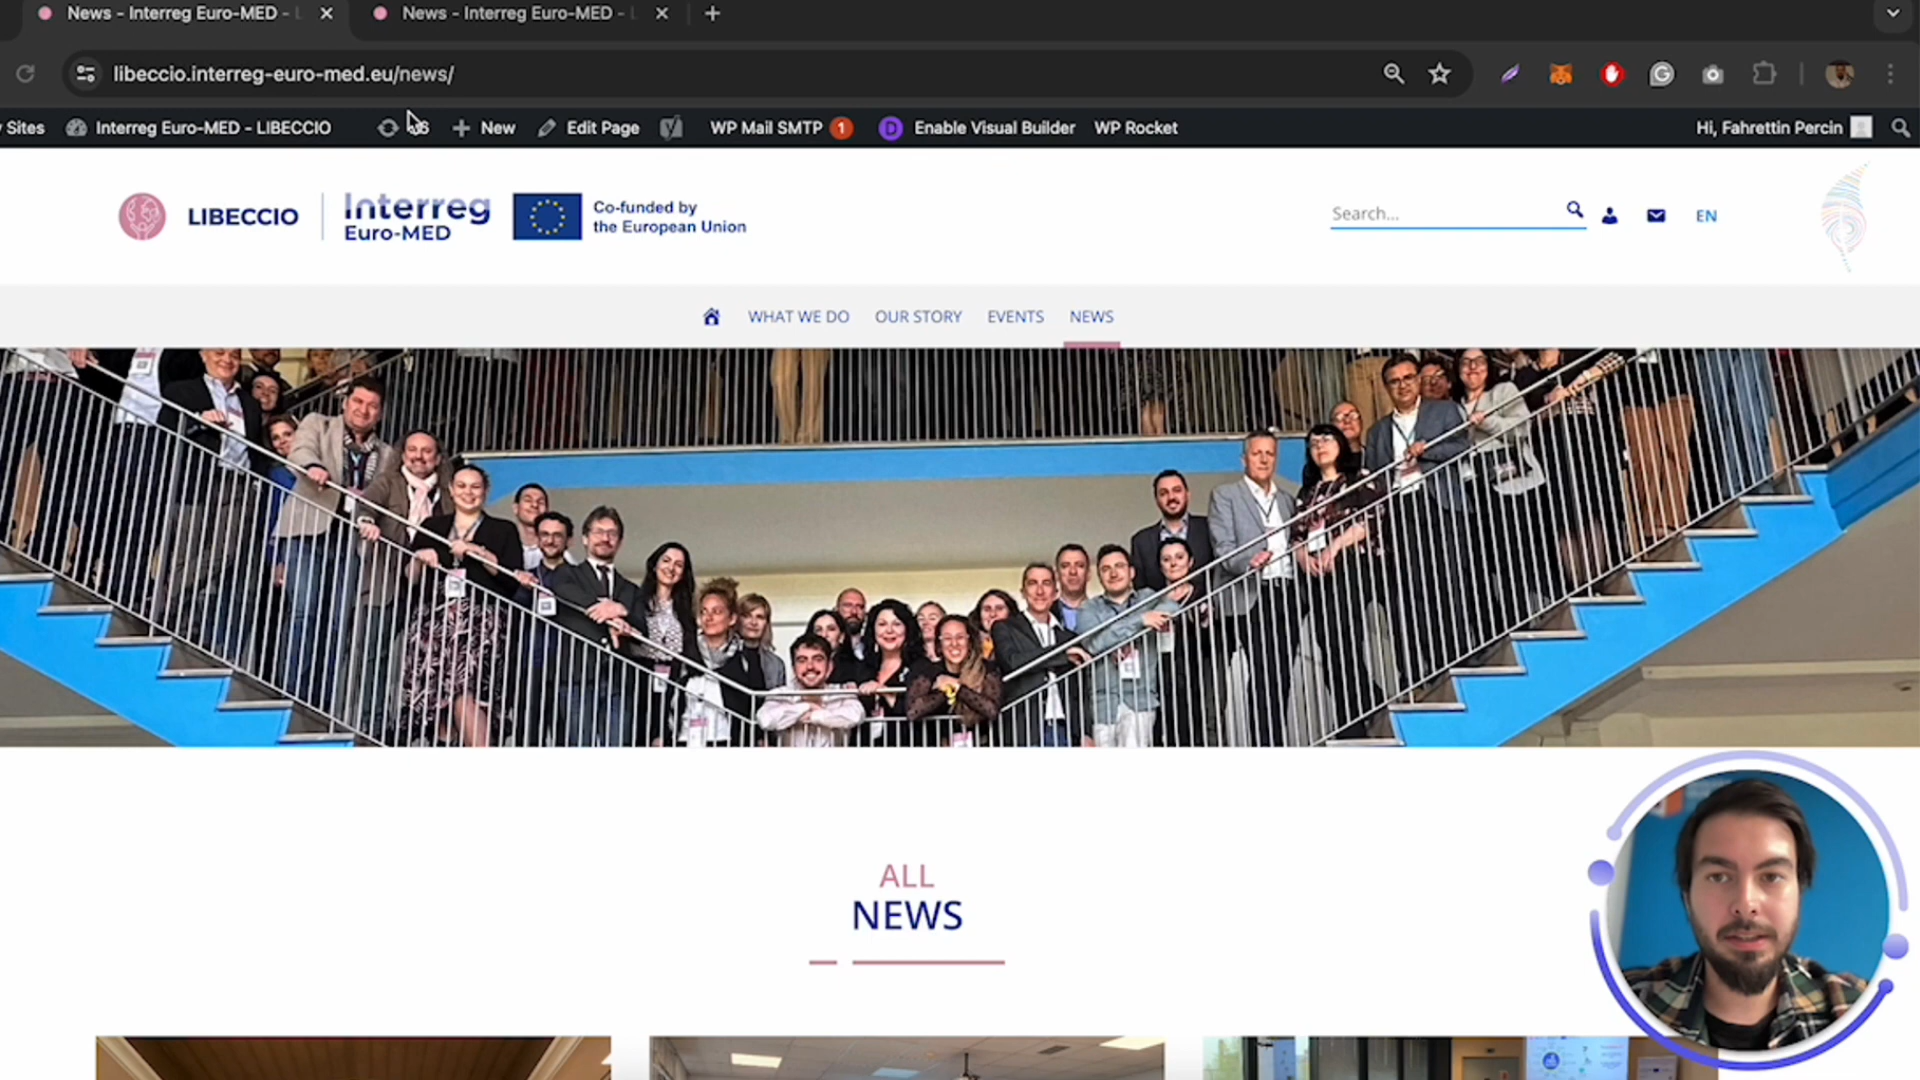 News - Interreg Euro-MED -
News - Interreg Euro-MED -
libeccio.interreg-euro-med.eu/news/
Sites
Interreg Euro-MED - LIBECCIO
New
Edit Page
WP Mail SMTP 1
Enable Visual Builder
WP Rocket
Hi, Fahrettin Percin
LIBECCIO
Interreg
Euro-MED
Co-funded by
the European Union
Search...
EN
WHAT WE DO
OUR STORY
EVENTS
NEWS
ALL
NEWS